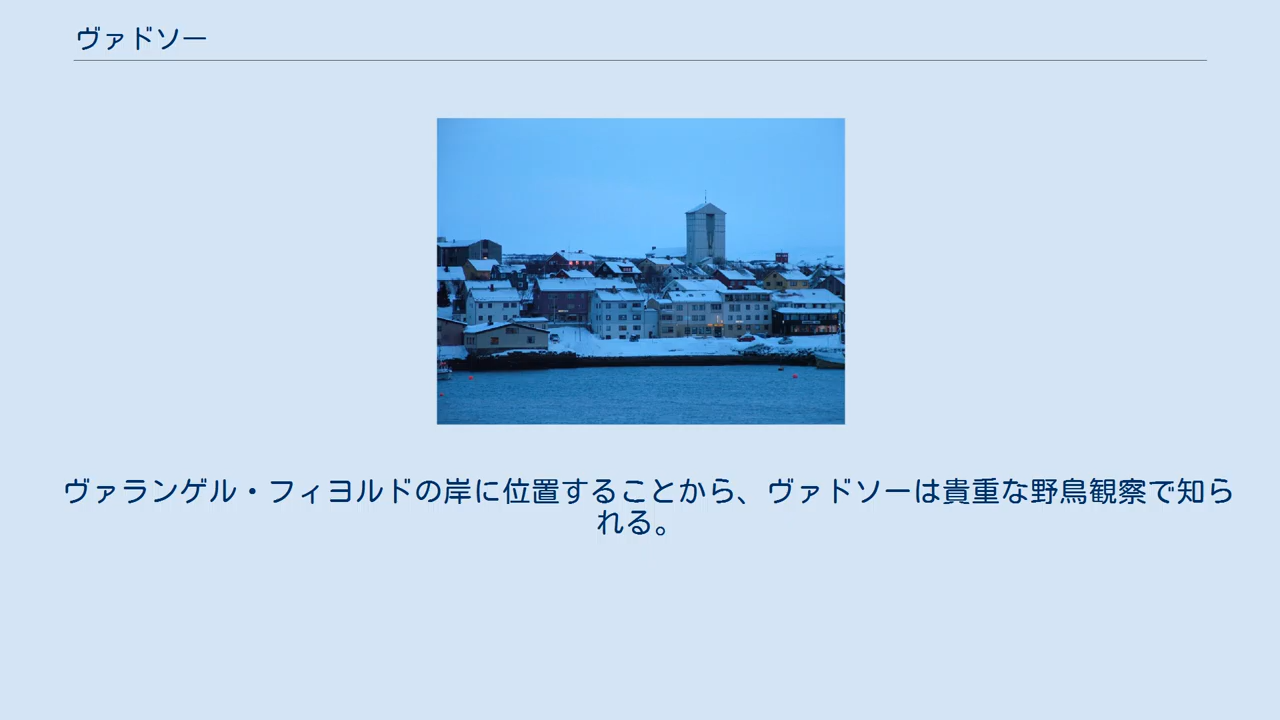 ヴァドソー
ヴァランゲル・フィヨルドの岸に位置することから、ヴァドソーは貴重な野鳥観察で知ら
れる。